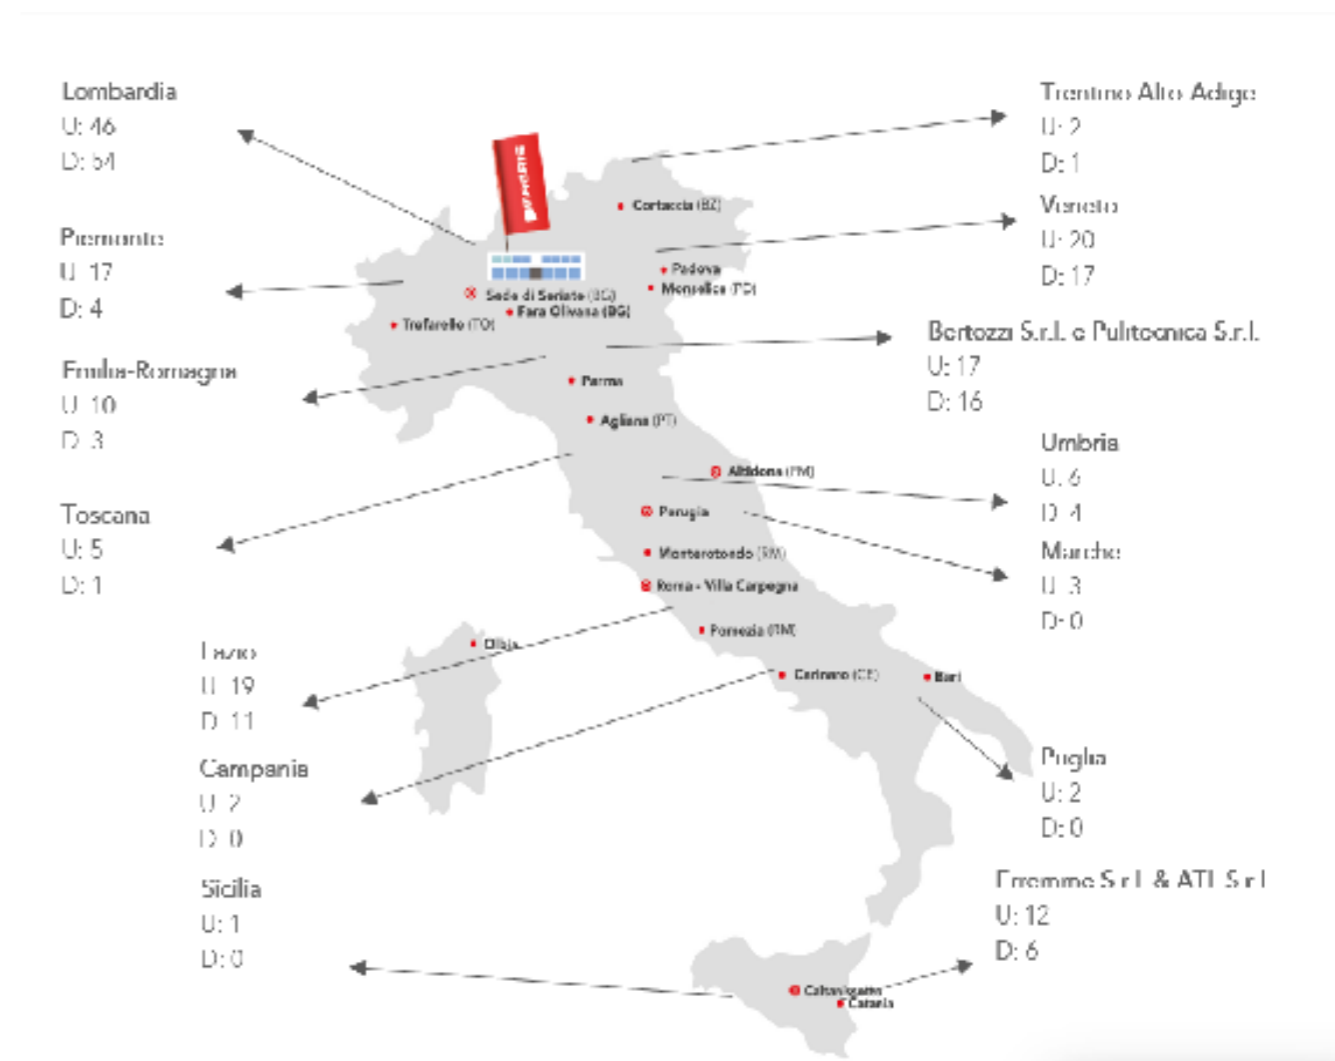 Lombardia
U: 46
D: 54
Piemonte
U: 17
D: 4
Emilia-Romagna
U: 10
D: 3
Toscana
U: 5
D: 1
Lazio
U: 19
D: 11
Campania
U: 2
D: 0
Sicilia
U: 1
D: 0
Cortaccia (BZ)
Padova
Monselice (PD)
Sede di Seriate (BG)
Fara Olivana (BG)
Trofarello (TO)
Parma
Agliana (PT)
Altidona (FM)
Perugia
Monterotondo (RM)
Roma - Villa Carpegna
Pomezia (RM)
Olbia
Carinaro (CE)
Bari
Caltanissetta
Catania
Trentino Alto Adige
U: 2
D: 1
Veneto
U: 20
D: 17
Bertozzi S.r.l. e Pulitecnica S.r.l.
U: 17
D: 16
Umbria
U: 6
D: 4
Marche
U: 3
D: 0
Puglia
U: 2
D: 0
Erremme S.r.l. & ATI S.r.l.
U: 12
D: 6